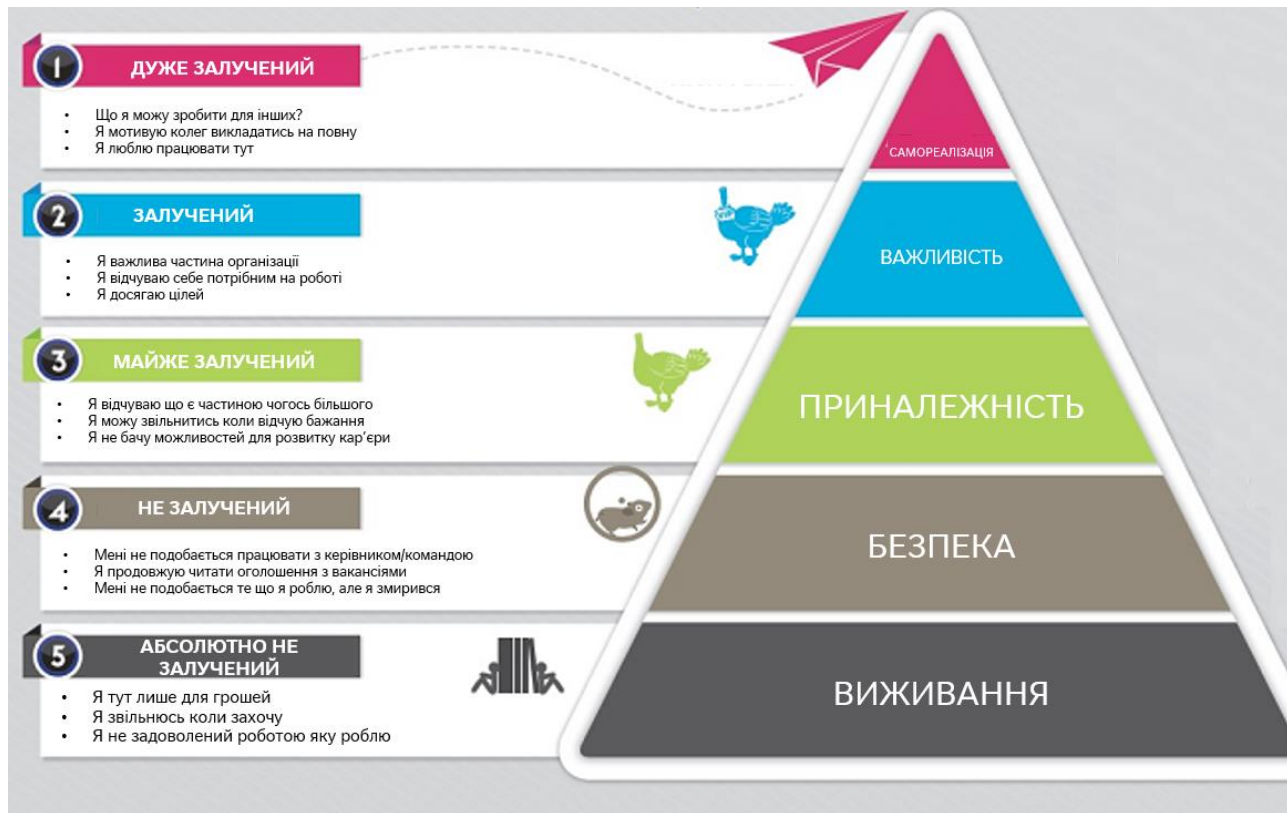 1
ДУЖЕ ЗАЛУЧЕНИЙ
• Що я можу зробити для інших?
• Я мотивую колег викладатись на повну
• Я люблю працювати тут
САМОРЕАЛІЗАЦІЯ
2
ЗАЛУЧЕНИЙ
• Я важлива частина організації
• Я відчуваю себе потрібним на роботі
• Я досягаю цілей
ВАЖЛИВІСТЬ
3
МАЙЖЕ ЗАЛУЧЕНИЙ
• Я відчуваю що є частиною чогось більшого
• Я можу звільнитись коли відчую бажання
• Я не бачу можливостей для розвитку кар'єри
ПРИНАЛЕЖНІСТЬ
4
НЕ ЗАЛУЧЕНИЙ
• Мені не подобається працювати з керівником/командою
• Я продовжую читати оголошення з вакансіями
• Мені не подобається те що я роблю, але я змирився
БЕЗПЕКА
5
АБСОЛЮТНО НЕ
ЗАЛУЧЕНИЙ
• Я тут лише для грошей
• Я звільнюсь коли захочу
• Я не задоволений роботою яку роблю
ВИЖИВАННЯ